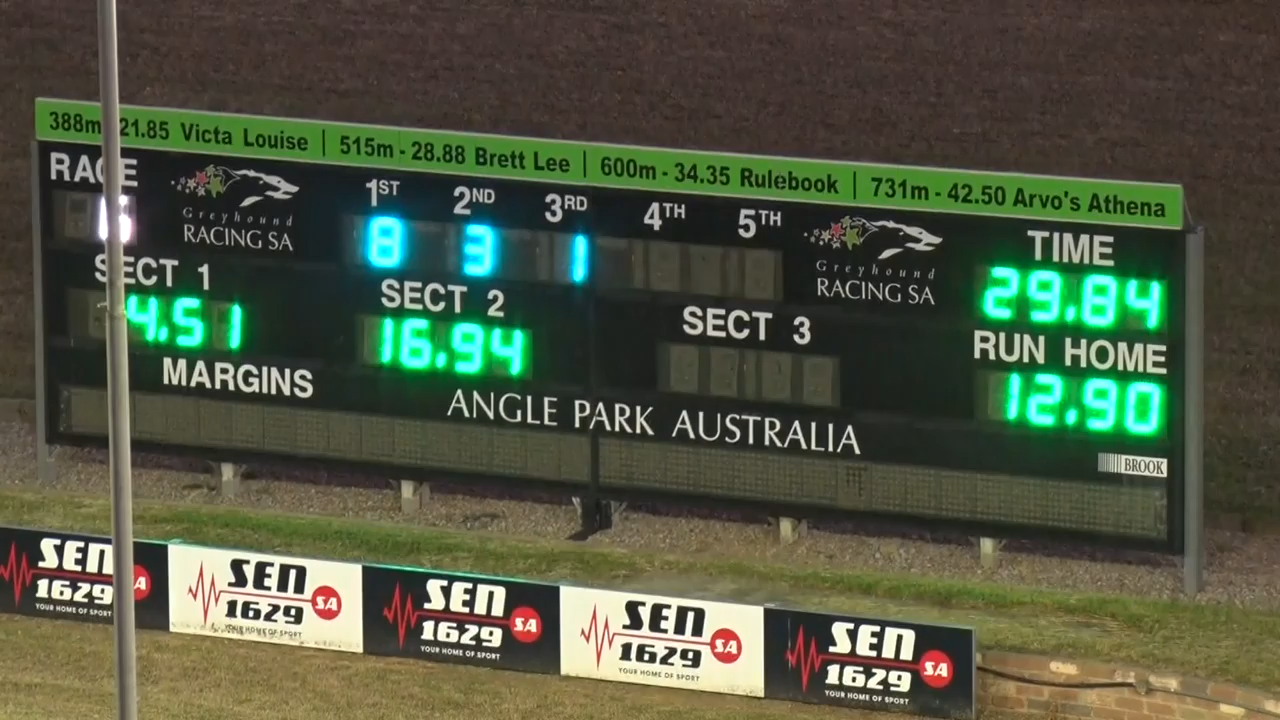 388m 21.85 Victa Louise | 515m - 28.88 Brett Lee | 600m - 34.35 Rulebook | 731m - 42.50 Arvo's Athena
RACE
Greyhound
RACING SA
1ST 2ND 3RD 4TH 5TH
8 3 1
Greyhound
RACING SA
TIME
29.84
SECT 1
4.51
SECT 2
16.94
SECT 3
RUN HOME
12.90
MARGINS
ANGLE PARK AUSTRALIA
BROOK
SEN
1629
YOUR HOME OF SPORT
SEN
1629 SA
YOUR HOME OF SPORT
SEN
1629 SA
YOUR HOME OF SPORT
SEN
1629 SA
YOUR HOME OF SPORT
SEN
1629 SA
YOUR HOME OF SPORT